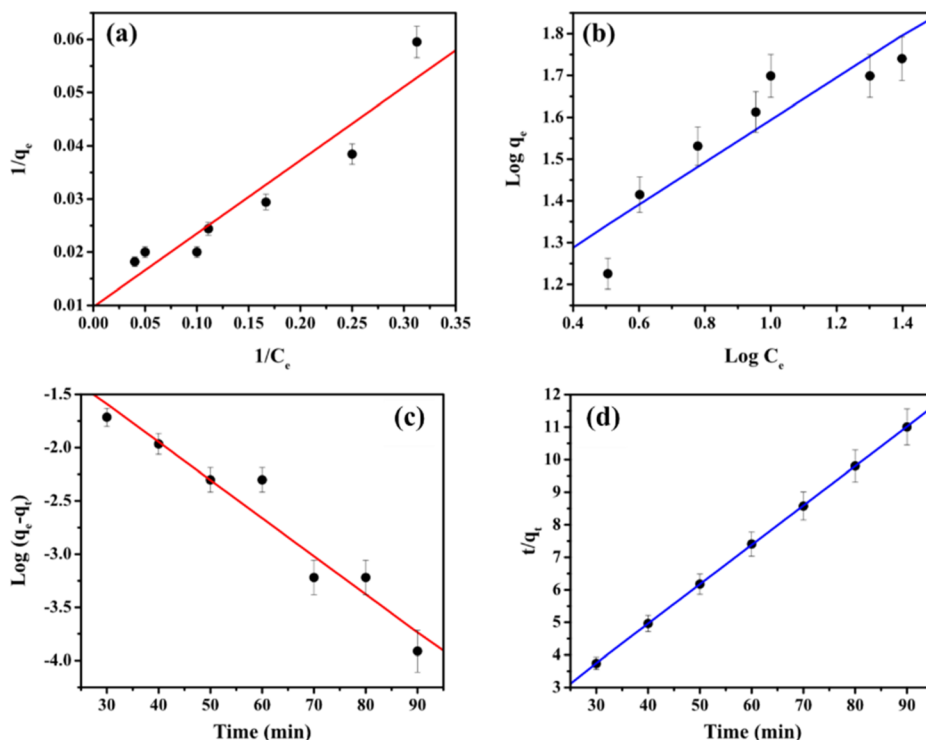 (a)
0.06
0.05
0.04
0.03
0.02
0.01
1/qe
0.00 0.05 0.10 0.15 0.20 0.25 0.30 0.35
1/Ce
(b)
1.8
1.7
1.6
1.5
1.4
1.3
1.2
Log qe
0.4 0.6 0.8 1.0 1.2 1.4
Log Ce
(c)
-1.5
-2.0
-2.5
-3.0
-3.5
-4.0
Log (qe-qt)
30 40 50 60 70 80 90
Time (min)
(d)
12
11
10
9
8
7
6
5
4
3
t/qt
30 40 50 60 70 80 90
Time (min)